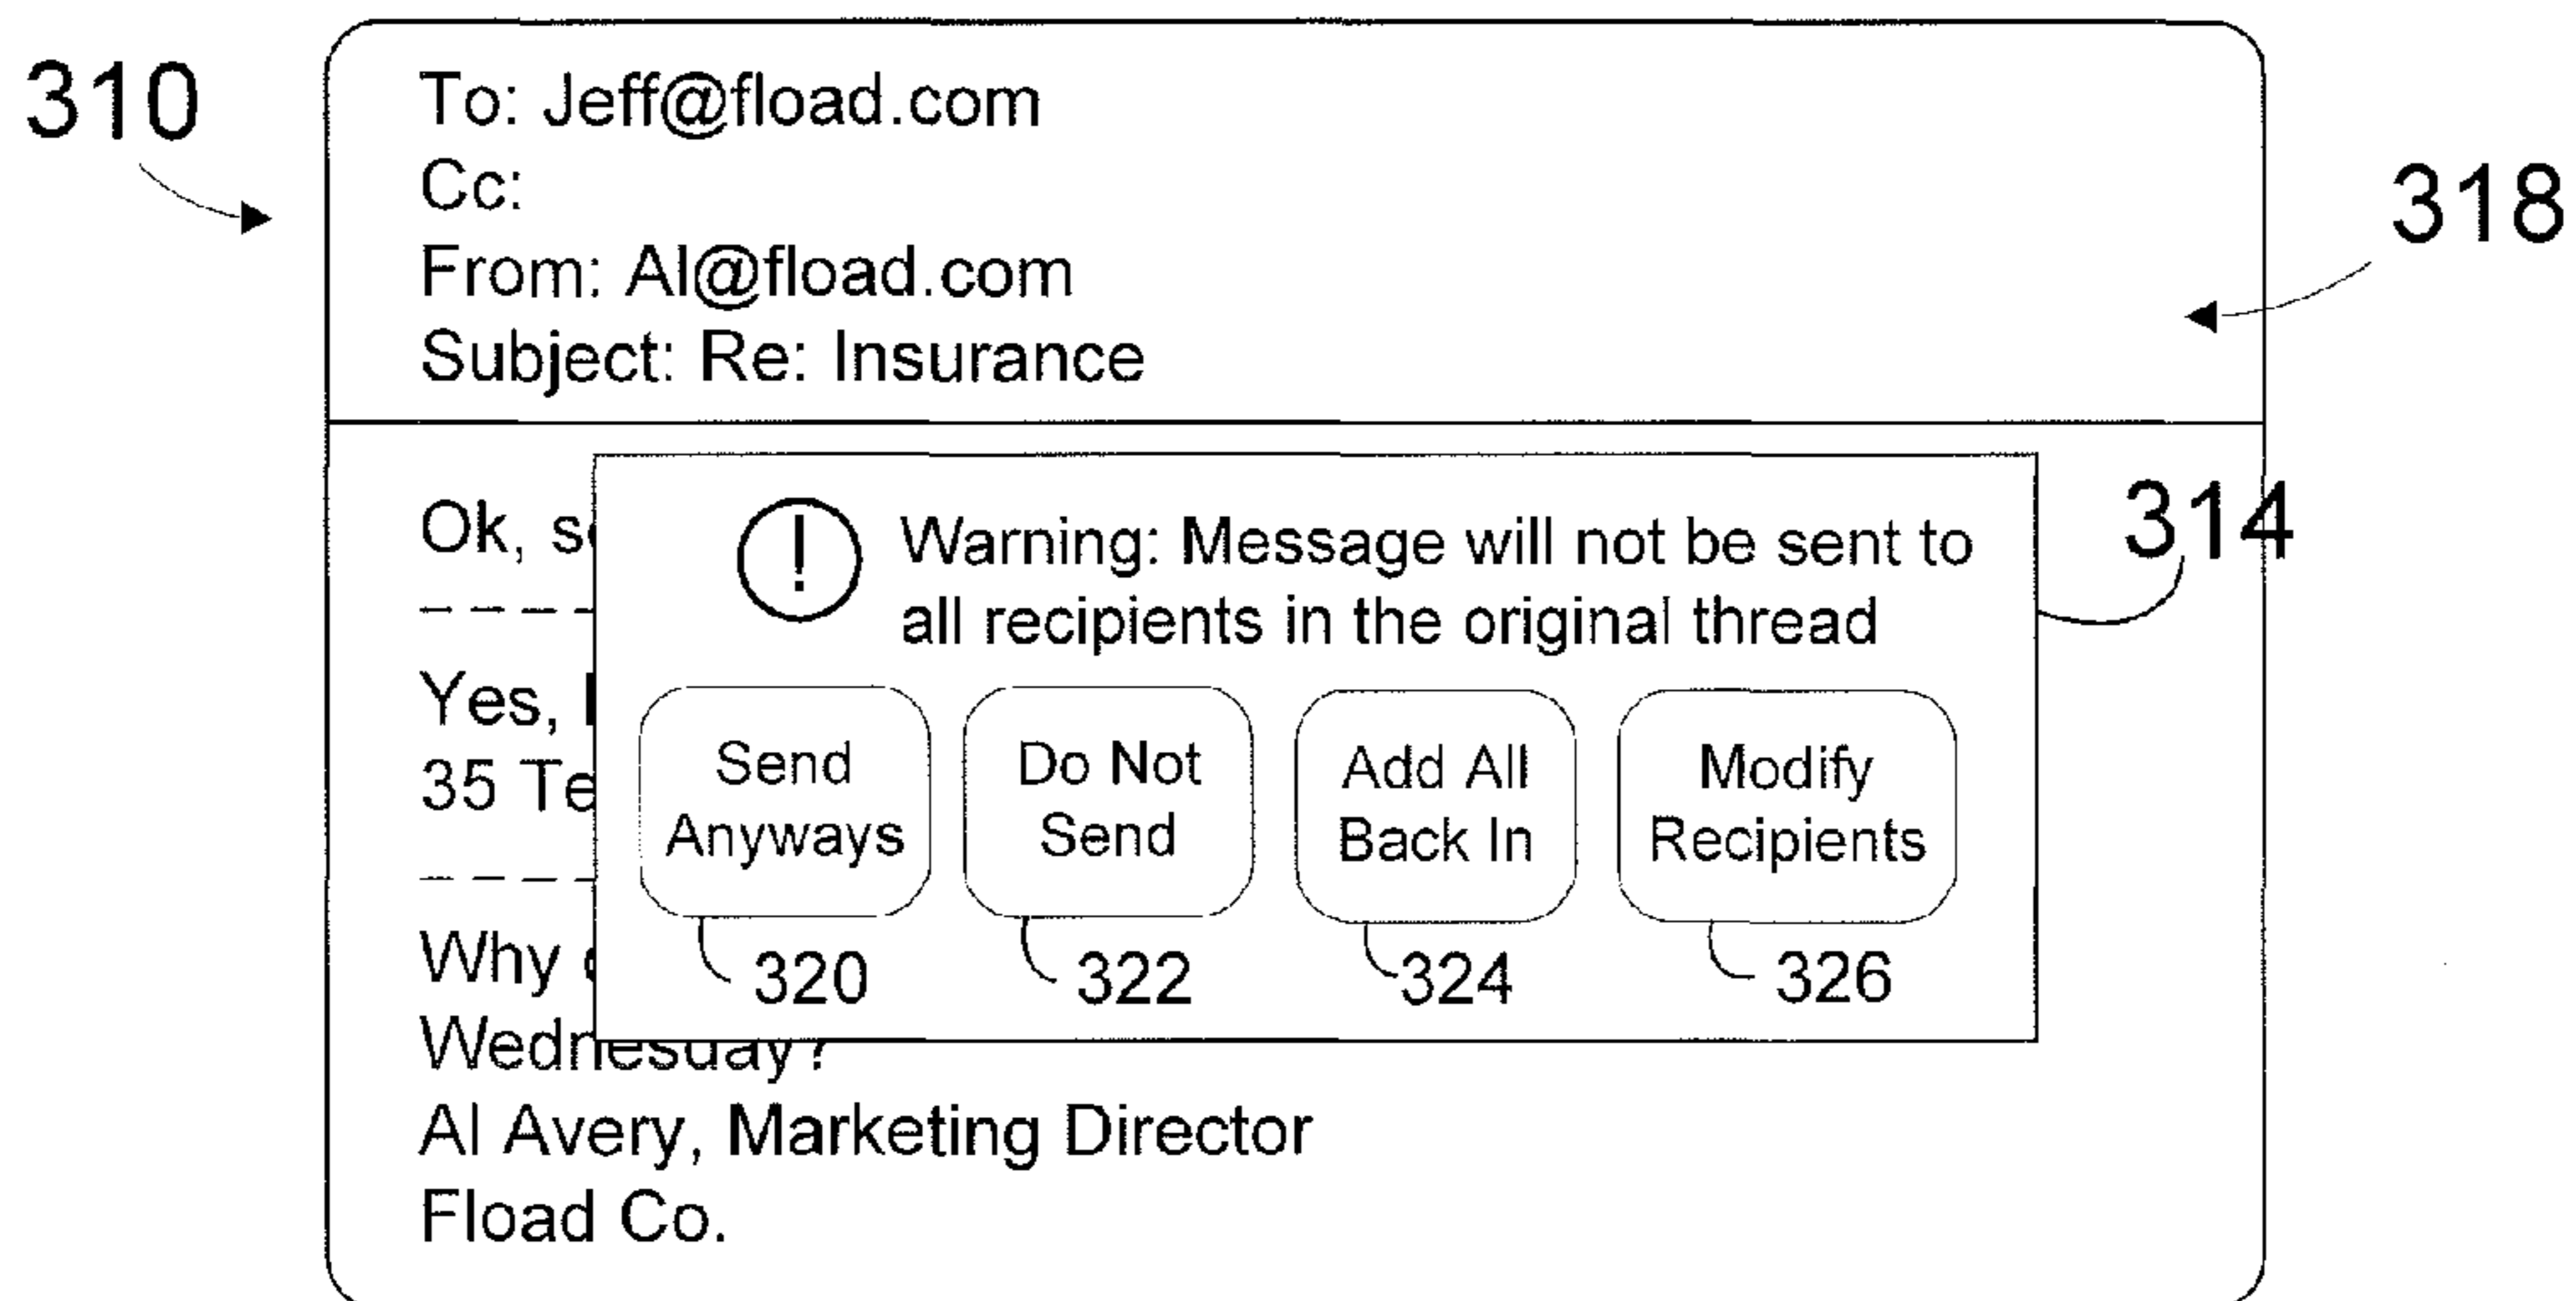 310
To: Jeff@fload.com
Cc:
318
From: Al@fload.com
Subject: Re: Insurance
Ok,
Warning: Message will not be sent to
all recipients in the original thread
314
Yes,
35
Send
Anyways
Do Not
Send
Add All
Back In
Modify
Recipients
320
322
324
326
Why
Wednesday?
Al Avery, Marketing Director
Fload Co.